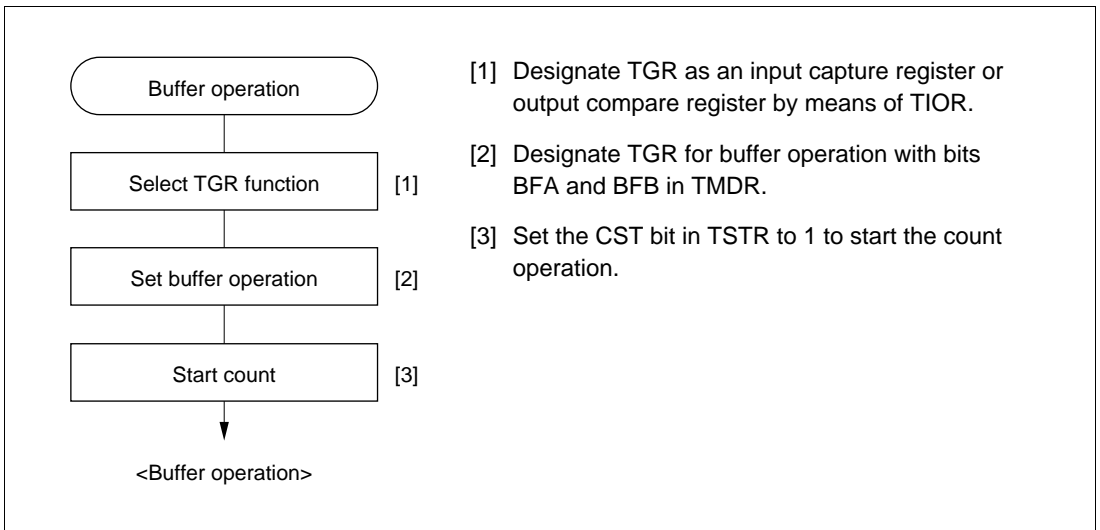 Buffer operation
Select TGR function [1]
Set buffer operation [2]
Start count [3]
<Buffer operation>
[1] Designate TGR as an input capture register or
output compare register by means of TIOR.
[2] Designate TGR for buffer operation with bits
BFA and BFB in TMDR.
[3] Set the CST bit in TSTR to 1 to start the count
operation.